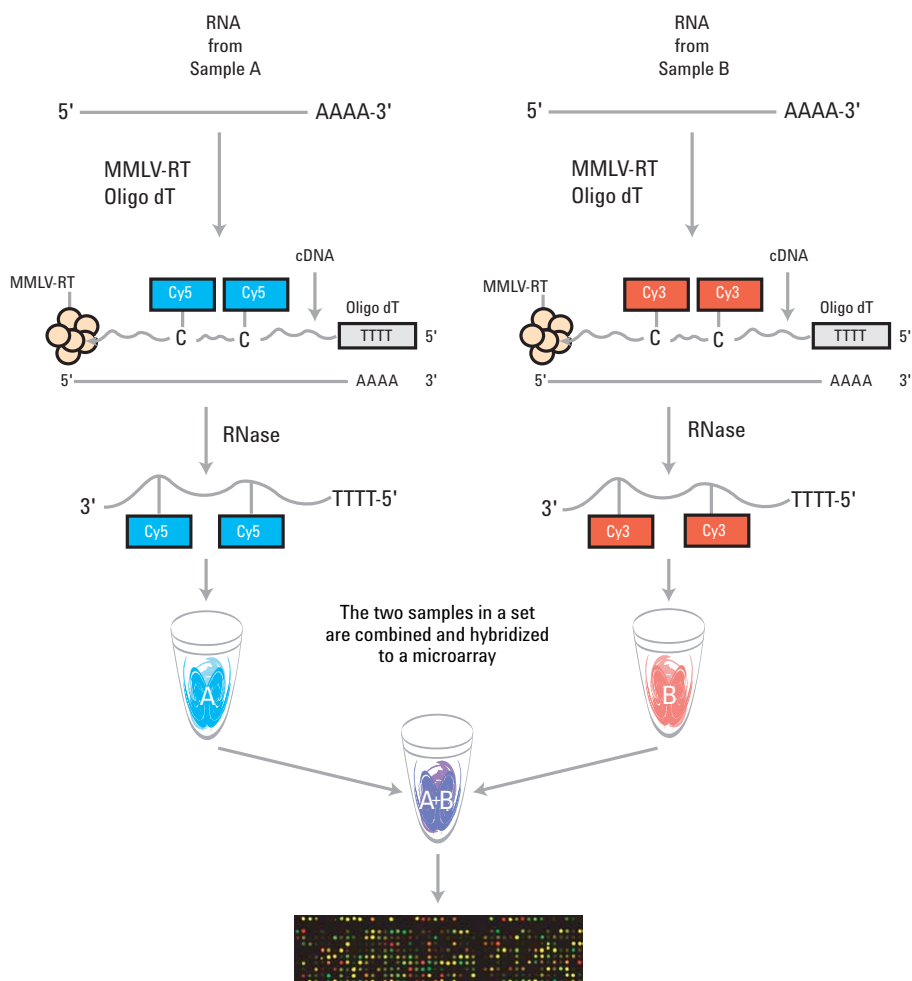 RNA
from
Sample A
RNA
from
Sample B
5' AAAA-3'
5' AAAA-3'
MMLV-RT
Oligo dT
MMLV-RT
Oligo dT
cDNA
MMLV-RT
Cy5 Cy5
Oligo dT
C C TTTT 5'
5' AAAA 3'
cDNA
MMLV-RT
Cy3 Cy3
Oligo dT
C C TTTT 5'
5' AAAA 3'
RNase
RNase
3' TTTT-5'
Cy5 Cy5
3' TTTT-5'
Cy3 Cy3
The two samples in a set
are combined and hybridized
to a microarray
A
B
A+B